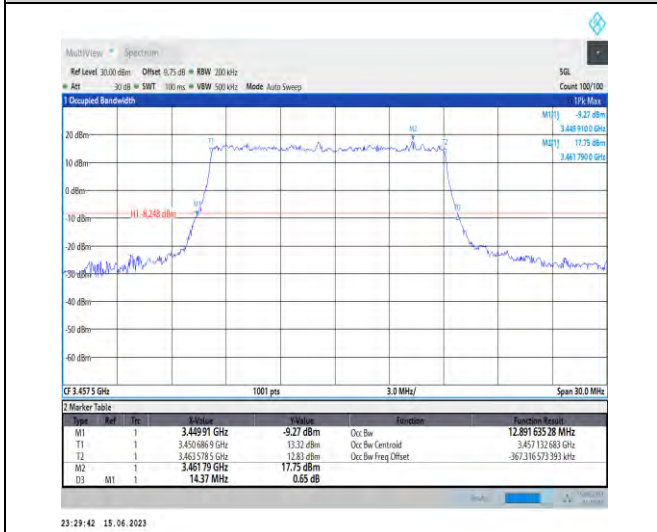 MultiView Spectrum
Ref Level 30.00 dBm Offset 0.75 dB RBW 200 kHz SGL
Att 30 dB SWT 100 ms VBW 500 kHz Mode Auto Sweep Count 100/100
1 Occupied Bandwidth 1Pk Max
M1[1] -9.27 dBm
3.449 910 0 GHz
M2[1] 17.75 dBm
3.461 790 0 GHz
20 dBm
T1 M2 T2
10 dBm
0 dBm
M1
H1 -8.248 dBm
-10 dBm
-20 dBm
-30 dBm
-40 dBm
-50 dBm
-60 dBm
CF 3.457 5 GHz 1001 pts 3.0 MHz/ Span 30.0 MHz
2 Marker Table
Type Ref Trc X-Value Y-Value Function Function Result
M1 1 3.449 91 GHz -9.27 dBm Occ Bw 12.891 635 28 MHz
T1 1 3.450 686 9 GHz 13.32 dBm Occ Bw Centroid 3.457 132 683 GHz
T2 1 3.463 578 5 GHz 12.83 dBm Occ Bw Freq Offset -367.316 573 393 kHz
M2 1 3.461 79 GHz 17.75 dBm
D3 M1 1 14.37 MHz 0.65 dB
23:29:42 15.06.2023